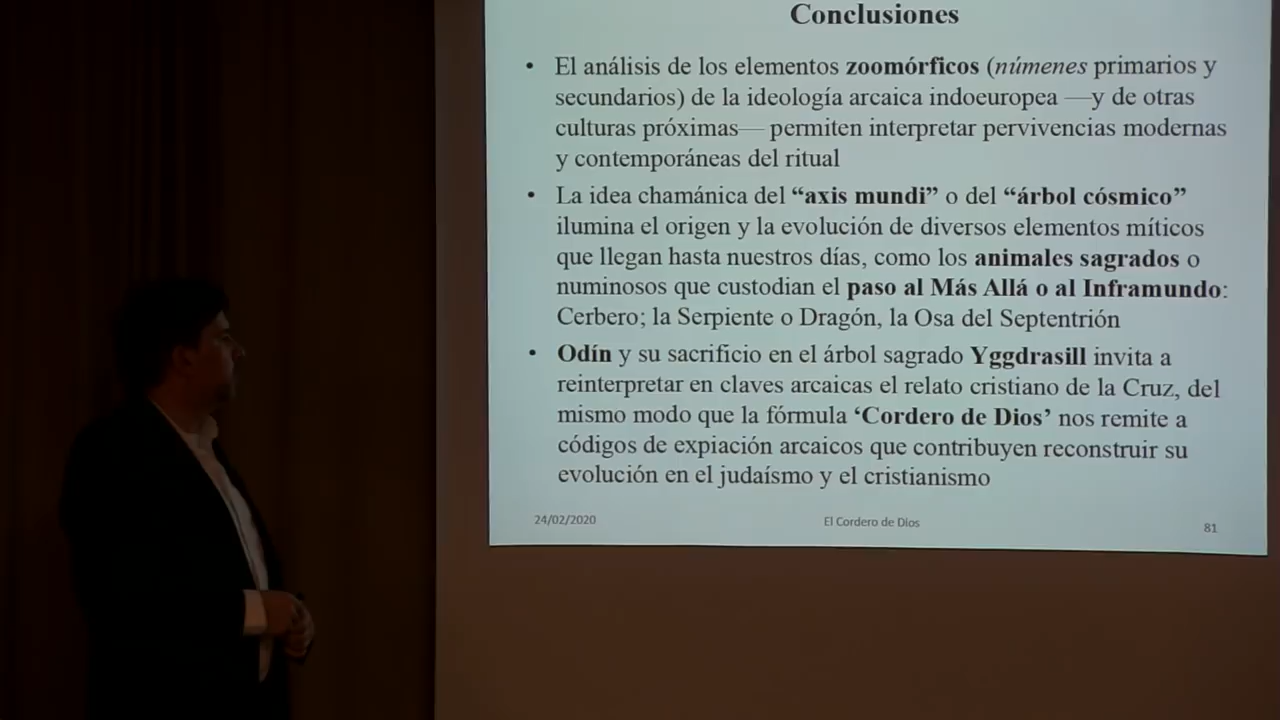 Conclusiones
• El análisis de los elementos zoomórficos (númenes primarios y
secundarios) de la ideología arcaica indoeuropea —y de otras
culturas próximas— permiten interpretar pervivencias modernas
y contemporáneas del ritual
• La idea chamánica del “axis mundi” o del “árbol cósmico”
ilumina el origen y la evolución de diversos elementos míticos
que llegan hasta nuestros días, como los animales sagrados o
numinosos que custodian el paso al Más Allá o al Inframundo:
Cerbero; la Serpiente o Dragón, la Osa del Septentrión
• Odín y su sacrificio en el árbol sagrado Yggdrasill invita a
reinterpretar en claves arcaicas el relato cristiano de la Cruz, del
mismo modo que la fórmula ‘Cordero de Dios’ nos remite a
códigos de expiación arcaicos que contribuyen reconstruir su
evolución en el judaísmo y el cristianismo
24/02/2020 El Cordero de Dios 81